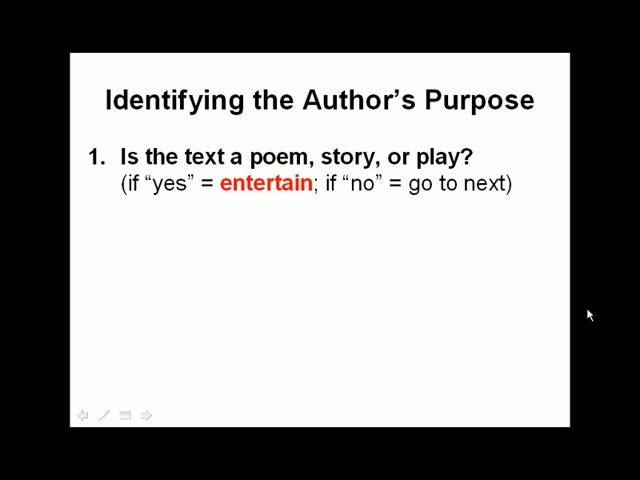 Identifying the Author’s Purpose
1. Is the text a poem, story, or play?
(if “yes” = entertain; if “no” = go to next)